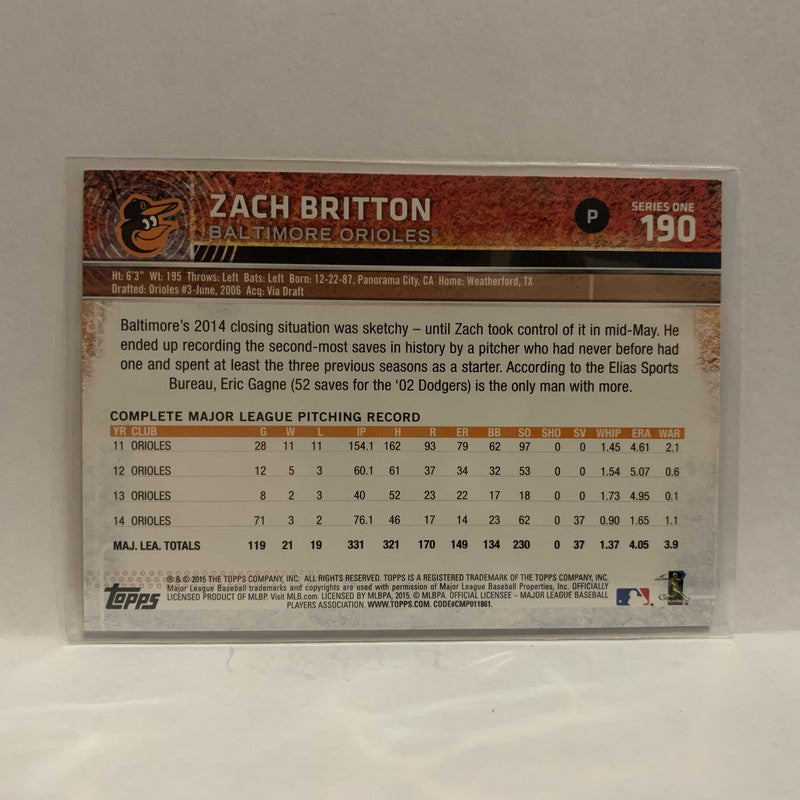 ZACH BRITTON
BALTIMORE ORIOLES®
P
SERIES ONE
190
Ht: 6'3" Wt: 195 Throws: Left Bats: Left Born: 12-22-87, Panorama City, CA Home: Weatherford, TX
Drafted: Orioles #3-June, 2006 Acq: Via Draft
Baltimore's 2014 closing situation was sketchy – until Zach took control of it in mid-May. He
ended up recording the second-most saves in history by a pitcher who had never before had
one and spent at least the three previous seasons as a starter. According to the Elias Sports
Bureau, Eric Gagne (52 saves for the '02 Dodgers) is the only man with more.
COMPLETE MAJOR LEAGUE PITCHING RECORD
YR CLUB G W L IP H R ER BB SO SHO SV WHIP ERA WAR
11 ORIOLES 28 11 11 154.1 162 93 79 62 97 0 0 1.45 4.61 2.1
12 ORIOLES 12 5 3 60.1 61 37 34 32 53 0 0 1.54 5.07 0.6
13 ORIOLES 8 2 3 40 52 23 22 17 18 0 0 1.73 4.95 0.1
14 ORIOLES 71 3 2 76.1 46 17 14 23 62 0 37 0.90 1.65 1.1
MAJ. LEA. TOTALS 119 21 19 331 321 170 149 134 230 0 37 1.37 4.05 3.9
® & © 2015 THE TOPPS COMPANY, INC. ALL RIGHTS RESERVED. TOPPS IS A REGISTERED TRADEMARK OF THE TOPPS COMPANY, INC.
Major League Baseball trademarks and copyrights are used with permission of Major League Baseball Properties, Inc. OFFICIALLY
LICENSED PRODUCT OF MLBP. Visit MLB.com. LICENSED BY MLBPA, 2015. © MLBPA. OFFICIAL LICENSEE – MAJOR LEAGUE BASEBALL
PLAYERS ASSOCIATION. WWW.TOPPS.COM. CODE#CMP011861.
Topps